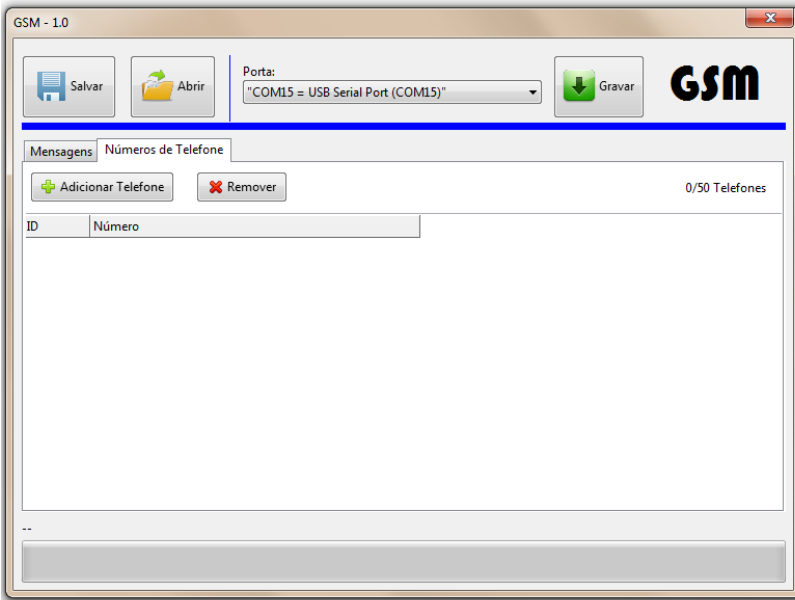 GSM - 1.0
Salvar
Abrir
Porta:
"COM15 = USB Serial Port (COM15)"
Gravar
GSM
Mensagens Números de Telefone
Adicionar Telefone Remover 0/50 Telefones
ID Número
--